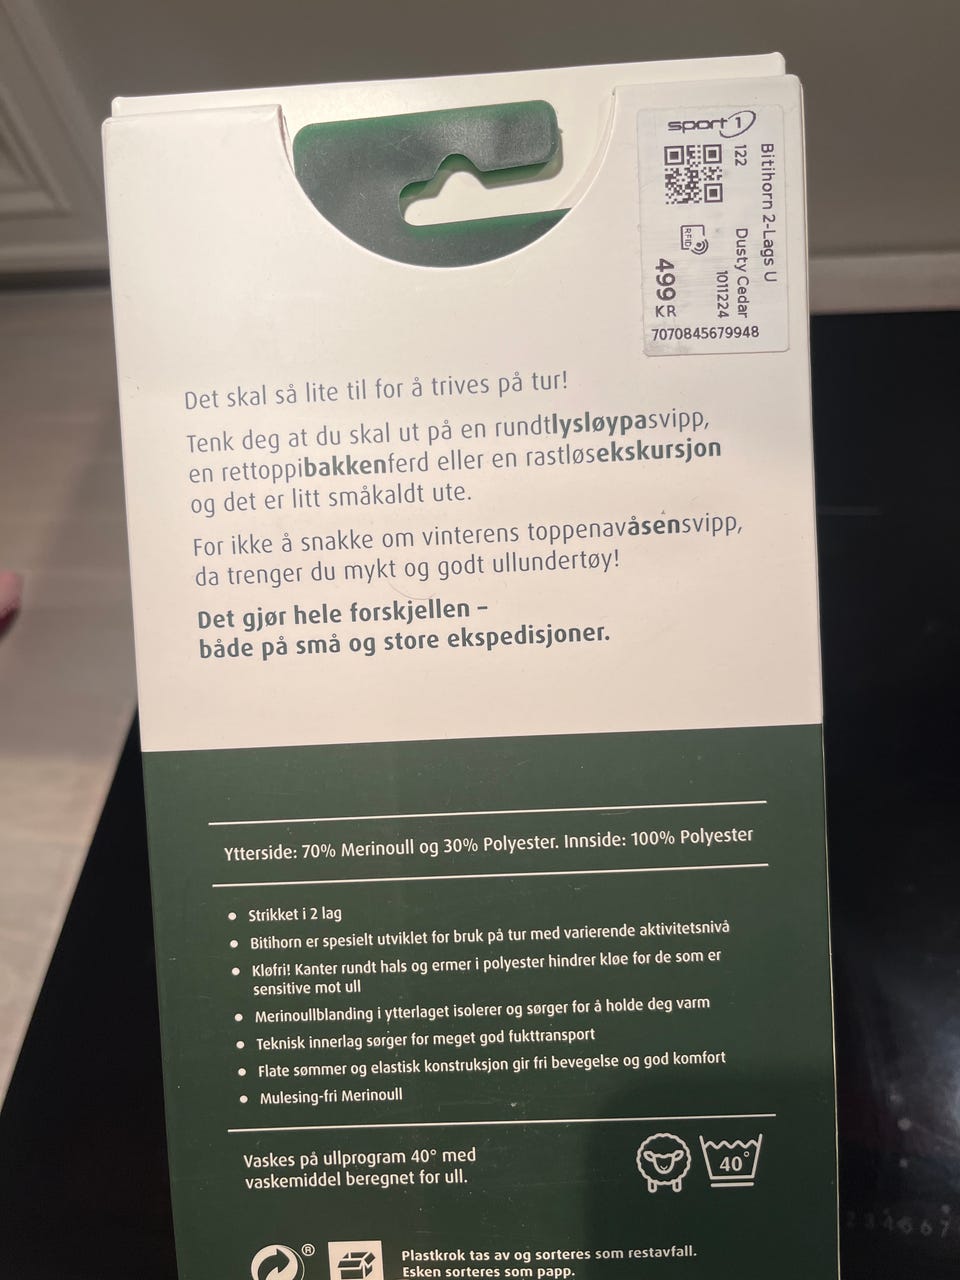 sport1
Bitihorn 2-Lags U
122
Dusty Cedar
1011224
RFID
499
KR
7070845679948
Det skal så lite til for å trives på tur!
Tenk deg at du skal ut på en rundtlysløypasvipp,
en rettoppibakkenferd eller en rastløsekskursjon
og det er litt småkaldt ute.
For ikke å snakke om vinterens toppenavåsensvipp,
da trenger du mykt og godt ullundertøy!
Det gjør hele forskjellen –
både på små og store ekspedisjoner.
Ytterside: 70% Merinoull og 30% Polyester. Innside: 100% Polyester
• Strikket i 2 lag
• Bitihorn er spesielt utviklet for bruk på tur med varierende aktivitetsnivå
• Kløfri! Kanter rundt hals og ermer i polyester hindrer kløe for de som er
sensitive mot ull
• Merinoullblanding i ytterlaget isolerer og sørger for å holde deg varm
• Teknisk innerlag sørger for meget god fukttransport
• Flate sømmer og elastisk konstruksjon gir fri bevegelse og god komfort
• Mulesing-fri Merinoull
Vaskes på ullprogram 40° med
vaskemiddel beregnet for ull.
40°
®
Plastkrok tas av og sorteres som restavfall.
Esken sorteres som papp.